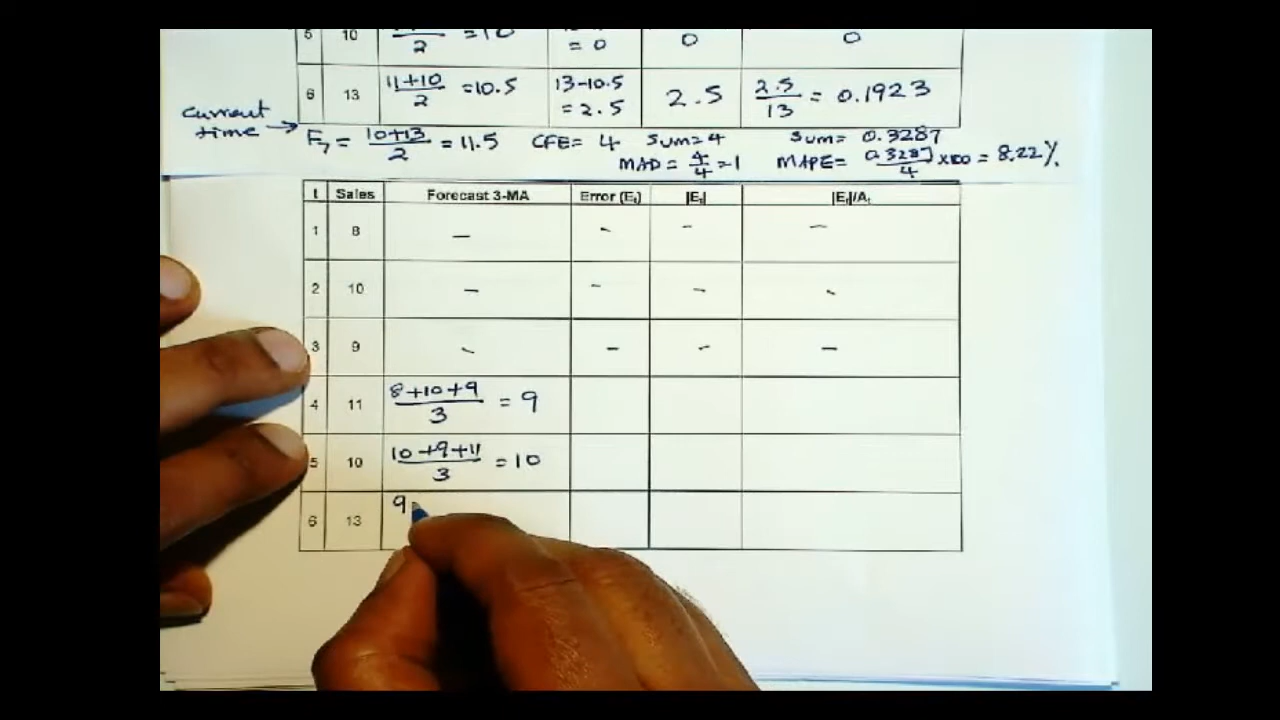 5 10 2 =10 = 0 0 0
6 13 11+10/2 =10.5 13-10.5 = 2.5 2.5 2.5/13 = 0.1923
Current time → F7 = 10+13/2 = 11.5 CFE= 4 Sum=4 Sum= 0.3287
MAD = 4/4 = 1 MAPE= 0.3287/4 ×100 = 8.22%.
t Sales Forecast 3-MA Error (Et) |Et| |Et|/At
1 8 – - - -
2 10 – - - -
3 9 - – - –
4 11 8+10+9/3 = 9
5 10 10+9+11/3 = 10
6 13 9